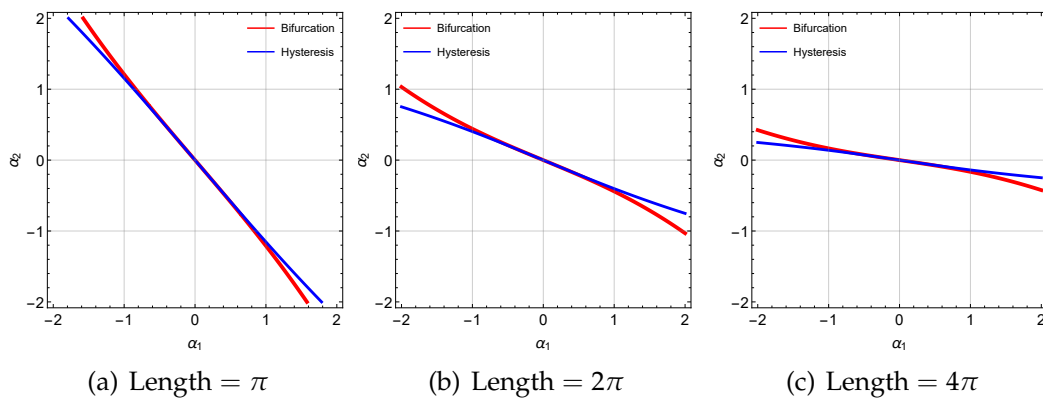 2
1
0
−1
−2
α2
Bifurcation
Hysteresis
−2 −1 0 1 2
α1
(a) Length = π
2
1
0
−1
−2
α2
Bifurcation
Hysteresis
−2 −1 0 1 2
α1
(b) Length = 2π
2
1
0
−1
−2
α2
Bifurcation
Hysteresis
−2 −1 0 1 2
α1
(c) Length = 4π